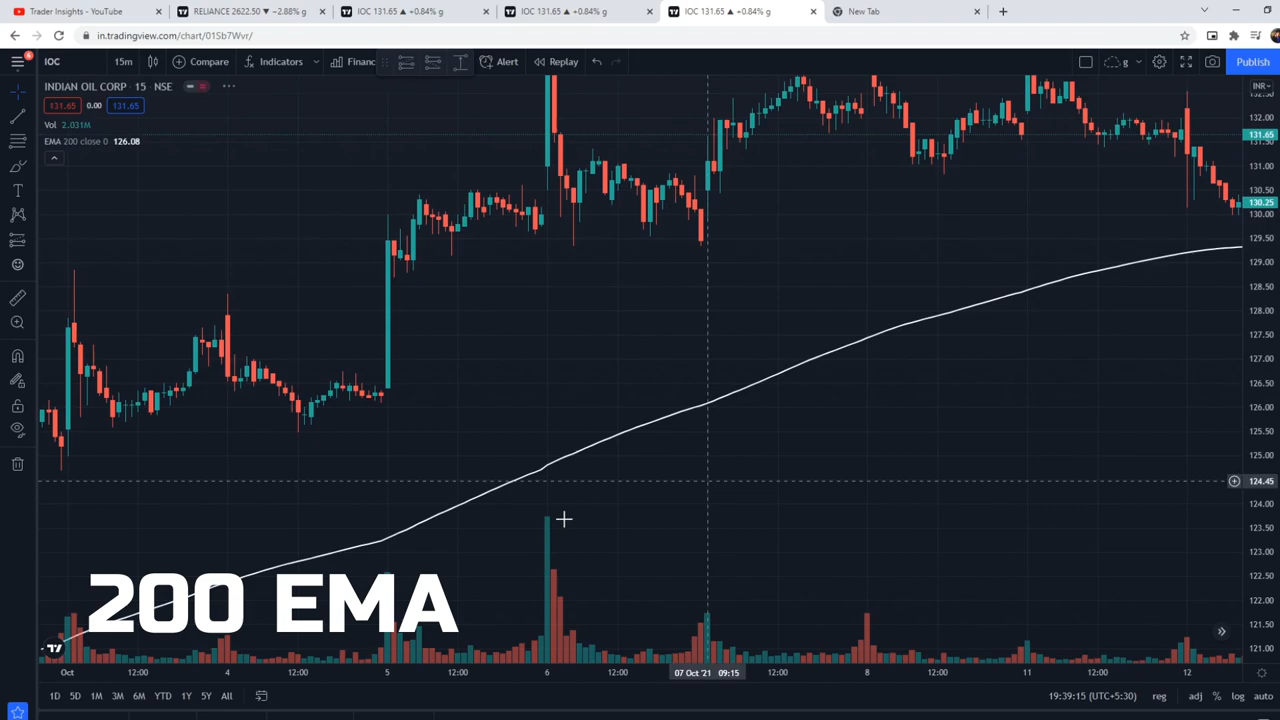 Trader Insights - YouTube
RELIANCE 2622.50 ▼ −2.88% g
IOC 131.65 ▲ +0.84% g
IOC 131.65 ▲ +0.84% g
IOC 131.65 ▲ +0.84% g
New Tab
in.tradingview.com/chart/01Sb7Wvr/
IOC
15m
Compare
Indicators
Financ
Alert
Replay
g
Publish
INDIAN OIL CORP · 15 · NSE
INR
131.65 0.00 131.65
Vol 2.031M
EMA 200 close 0 126.08
132.50
132.00
131.65
131.50
131.00
130.50
130.25
130.00
129.50
129.00
128.50
128.00
127.50
127.00
126.50
126.00
125.50
125.00
124.45
124.00
123.50
123.00
122.50
122.00
121.50
121.00
200 EMA
Oct 12:00 4 12:00 5 12:00 6 12:00 07 Oct '21 09:15 12:00 8 12:00 11 12:00 12
1D 5D 1M 3M 6M YTD 1Y 5Y All
19:39:15 (UTC+5:30) reg adj % log auto